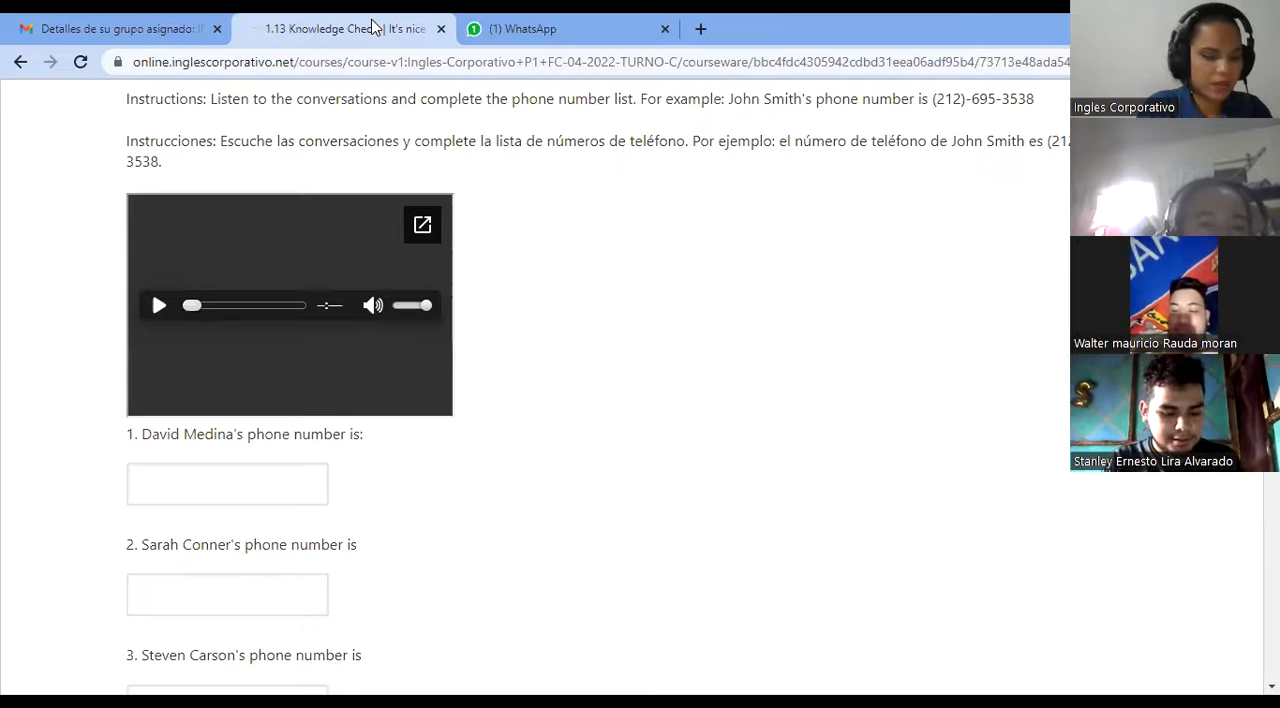 Detalles de su grupo asignado: I
1.13 Knowledge Check | It's nice
(1) WhatsApp
online.inglescorporativo.net/courses/course-v1:Ingles-Corporativo+P1+FC-04-2022-TURNO-C/courseware/bbc4fdc4305942cdbd31eea06adf95b4/73713e48ada54
Instructions: Listen to the conversations and complete the phone number list. For example: John Smith's phone number is (212)-695-3538
Instrucciones: Escuche las conversaciones y complete la lista de números de teléfono. Por ejemplo: el número de teléfono de John Smith es (212
3538.
1. David Medina's phone number is:
2. Sarah Conner's phone number is
3. Steven Carson's phone number is
Ingles Corporativo
Walter mauricio Rauda moran
Stanley Ernesto Lira Alvarado